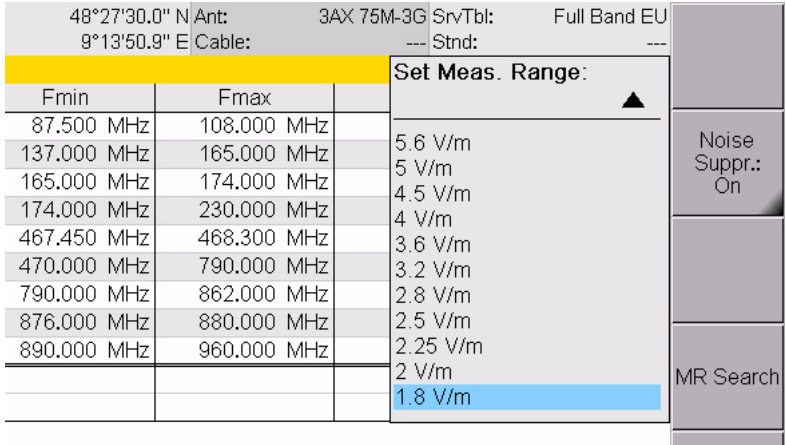 48°27'30.0" N Ant: 3AX 75M-3G SrvTbl: Full Band EU
9°13'50.9" E Cable: --- Stnd: ---
Set Meas. Range:
▲
Fmin Fmax
87.500 MHz 108.000 MHz
137.000 MHz 165.000 MHz
165.000 MHz 174.000 MHz
174.000 MHz 230.000 MHz
467.450 MHz 468.300 MHz
470.000 MHz 790.000 MHz
790.000 MHz 862.000 MHz
876.000 MHz 880.000 MHz
890.000 MHz 960.000 MHz
5.6 V/m
5 V/m
4.5 V/m
4 V/m
3.6 V/m
3.2 V/m
2.8 V/m
2.5 V/m
2.25 V/m
2 V/m
1.8 V/m
Noise
Suppr.:
On
MR Search